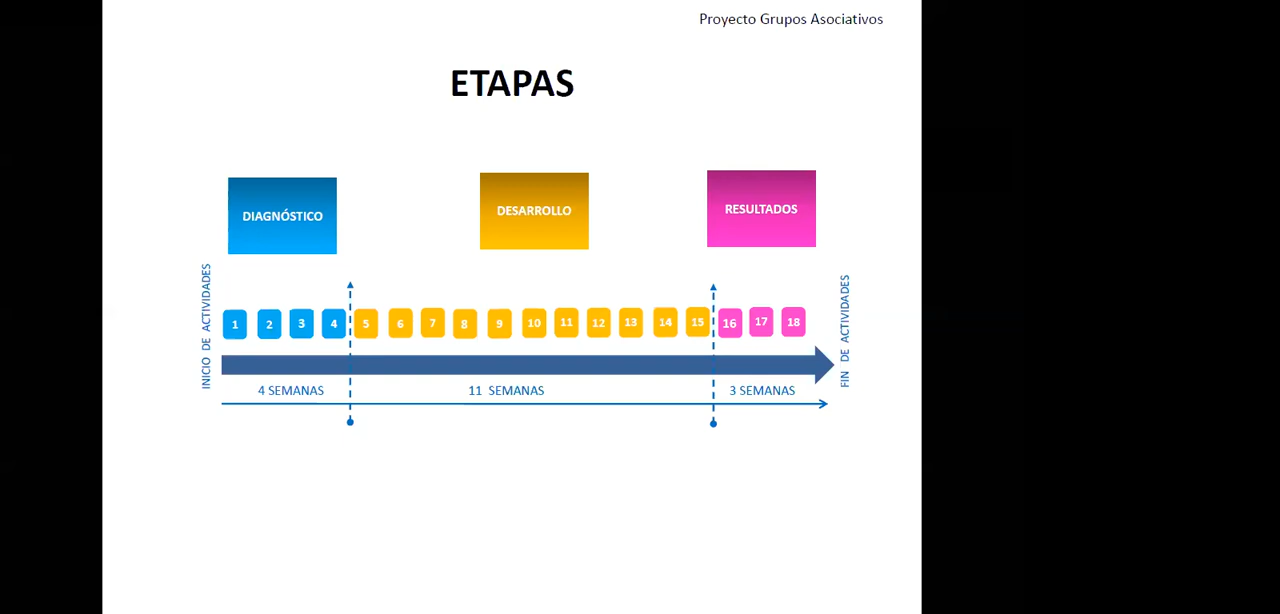 Proyecto Grupos Asociativos
ETAPAS
DIAGNÓSTICO
DESARROLLO
RESULTADOS
INICIO DE ACTIVIDADES
1 2 3 4 5 6 7 8 9 10 11 12 13 14 15 16 17 18
FIN DE ACTIVIDADES
4 SEMANAS
11 SEMANAS
3 SEMANAS